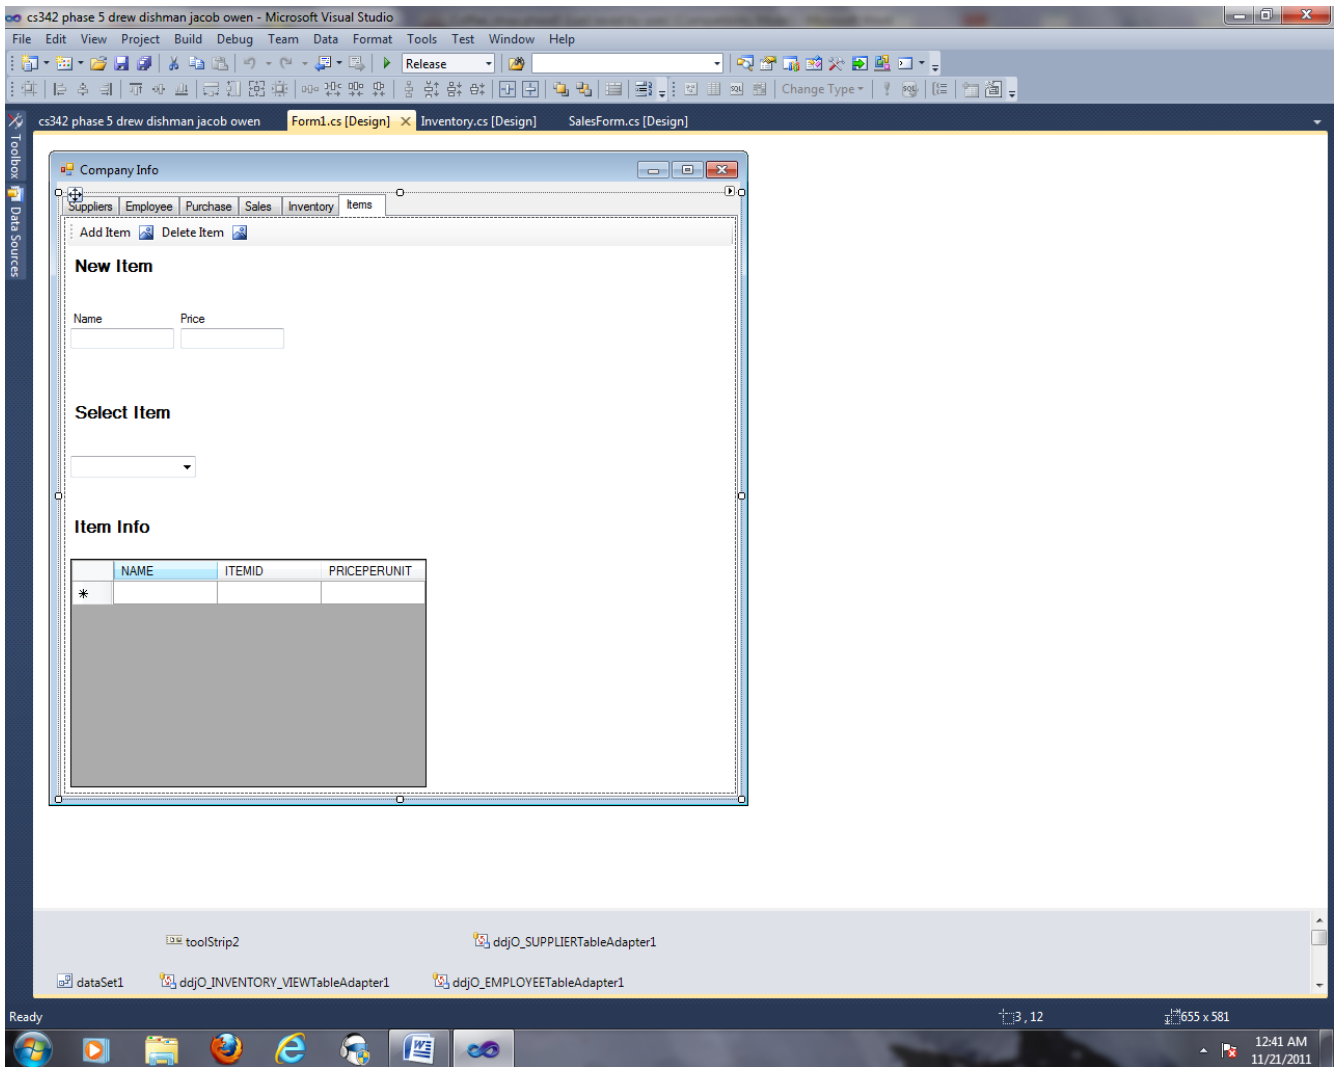 cs342 phase 5 drew dishman jacob owen - Microsoft Visual Studio
File Edit View Project Build Debug Team Data Format Tools Test Window Help
Release
Change Type
cs342 phase 5 drew dishman jacob owen Form1.cs [Design] Inventory.cs [Design] SalesForm.cs [Design]
Toolbox
Data Sources
Company Info
Suppliers Employee Purchase Sales Inventory Items
Add Item Delete Item
New Item
Name Price
Select Item
Item Info
NAME ITEMID PRICEPERUNIT
toolStrip2 ddjO_SUPPLIERTableAdapter1
dataSet1 ddjO_INVENTORY_VIEWTableAdapter1 ddjO_EMPLOYEETableAdapter1
Ready 3 , 12 655 x 581
12:41 AM
11/21/2011